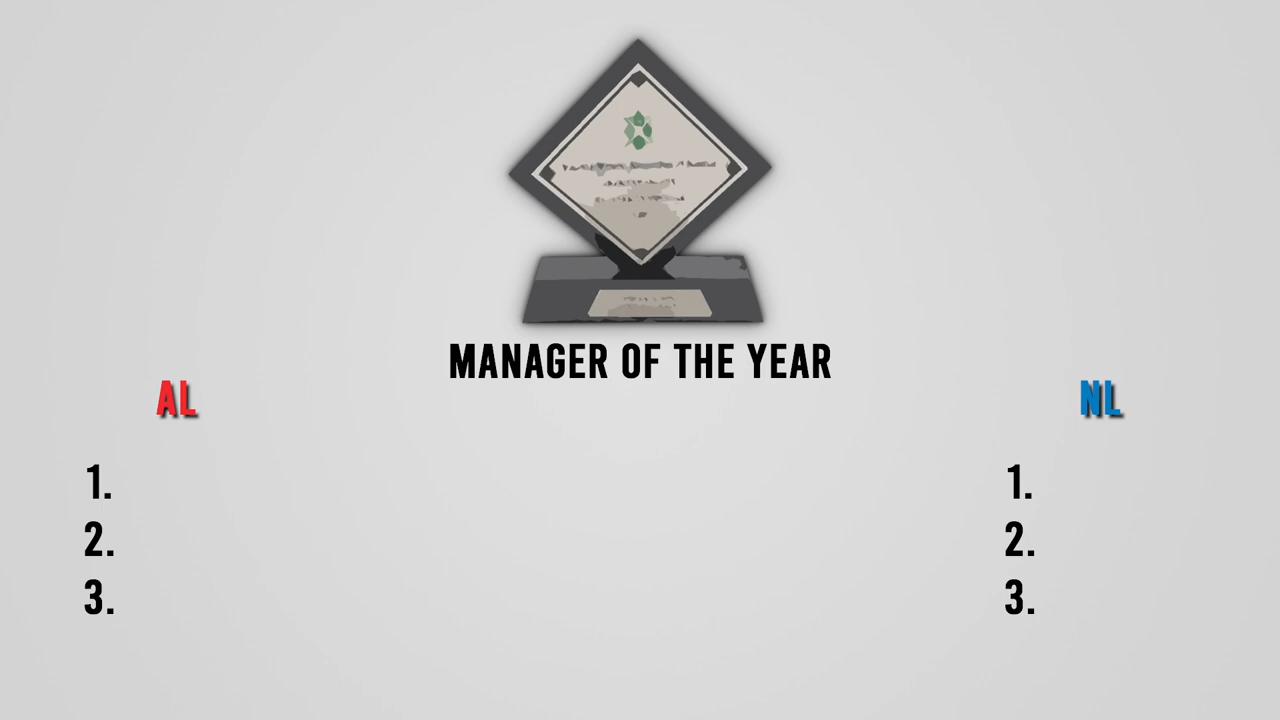 MANAGER OF THE YEAR
AL
1.
2.
3.
NL
1.
2.
3.